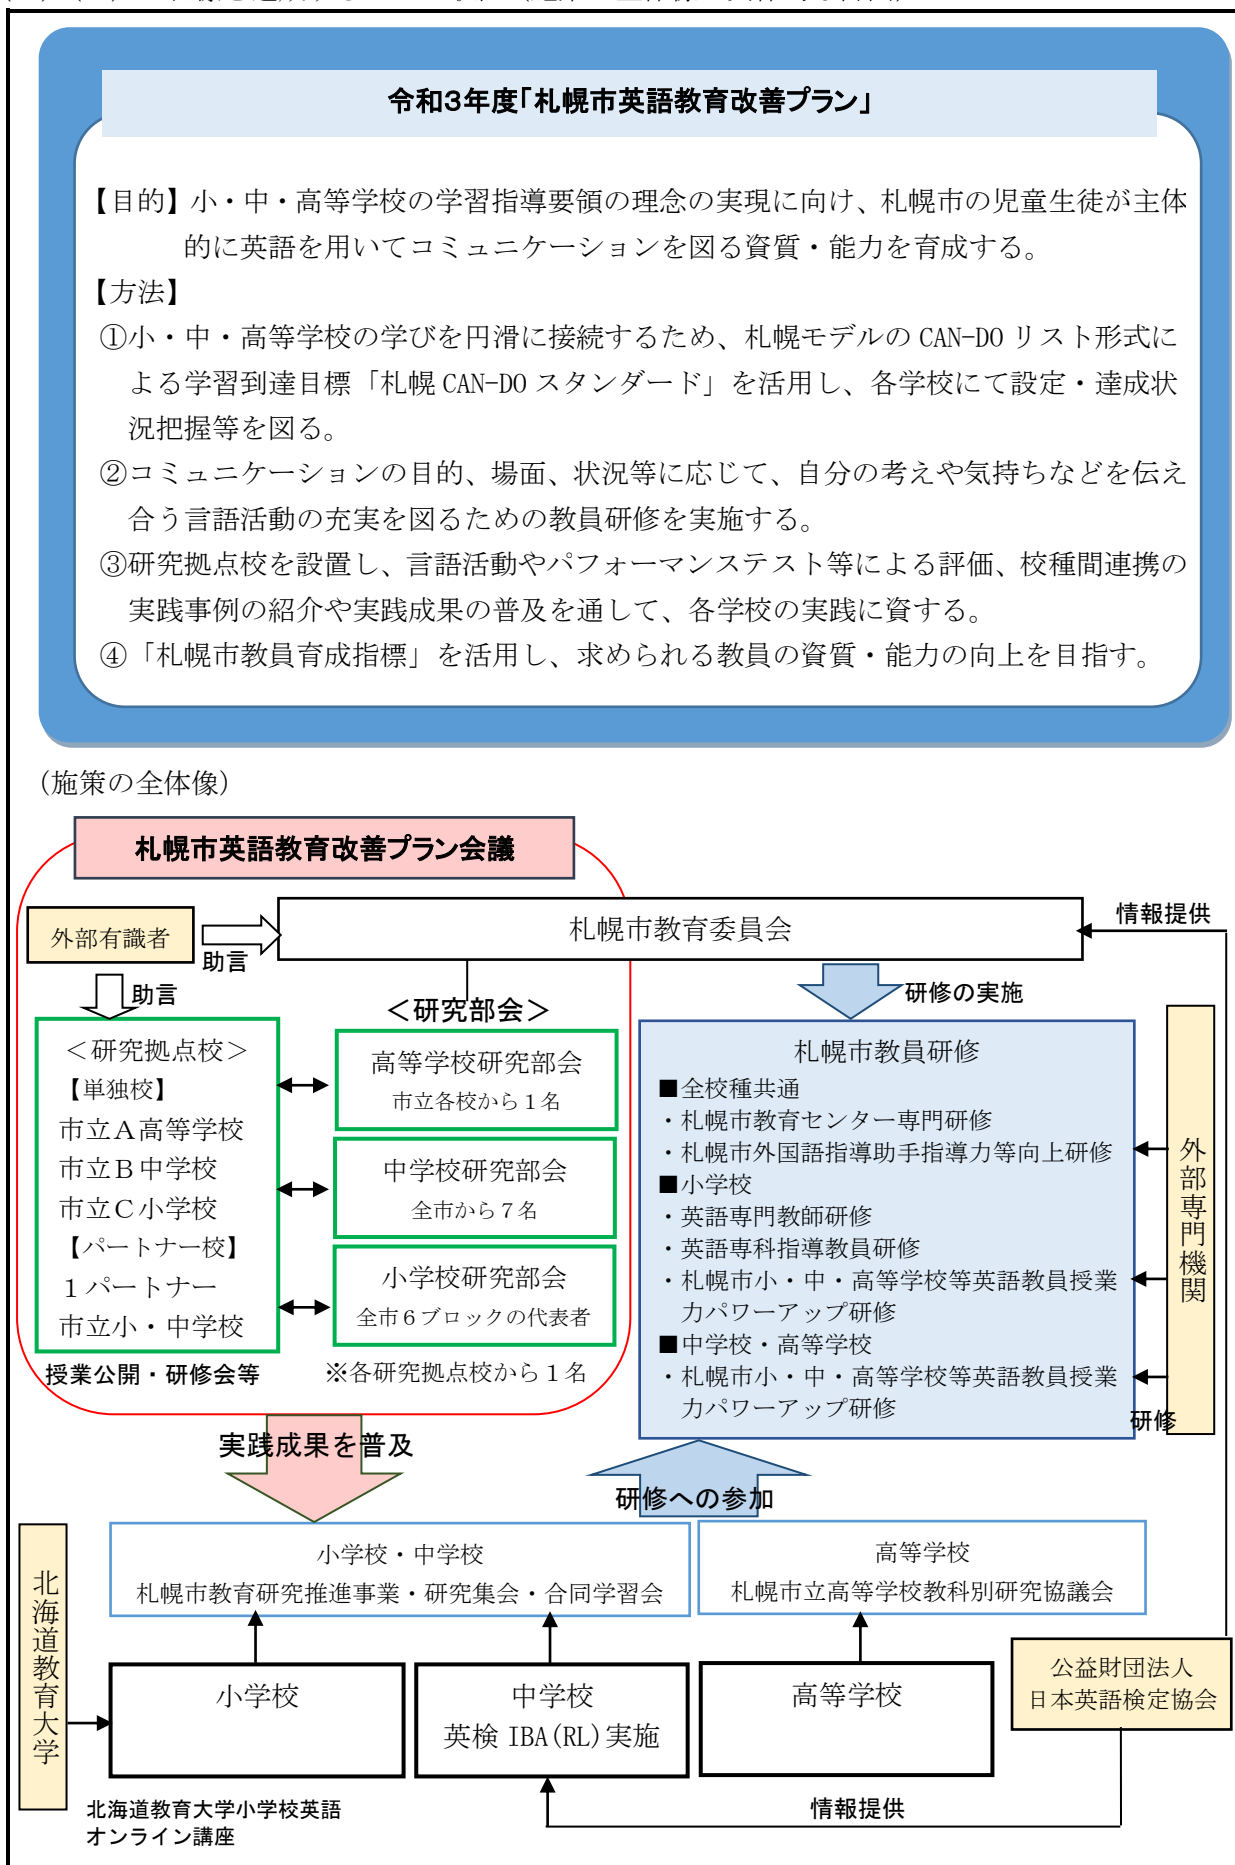 令和３年度「札幌市英語教育改善プラン」
【目的】小・中・高等学校の学習指導要領の理念の実現に向け、札幌市の児童生徒が主体
的に英語を用いてコミュニケーションを図る資質・能力を育成する。
【方法】
①小・中・高等学校の学びを円滑に接続するため、札幌モデルの CAN-DO リスト形式に
よる学習到達目標「札幌 CAN-DO スタンダード」を活用し、各学校にて設定・達成状
況把握等を図る。
②コミュニケーションの目的、場面、状況等に応じて、自分の考えや気持ちなどを伝え
合う言語活動の充実を図るための教員研修を実施する。
③研究拠点校を設置し、言語活動やパフォーマンステスト等による評価、校種間連携の
実践事例の紹介や実践成果の普及を通して、各学校の実践に資する。
④「札幌市教員育成指標」を活用し、求められる教員の資質・能力の向上を目指す。
（施策の全体像）
札幌市英語教育改善プラン会議
外部有識者
助言
札幌市教育委員会
情報提供
助言
＜研究部会＞
研修の実施
＜研究拠点校＞
【単独校】
市立Ａ高等学校
市立Ｂ中学校
市立Ｃ小学校
【パートナー校】
１パートナー
市立小・中学校
授業公開・研修会等
高等学校研究部会
市立各校から１名
中学校研究部会
全市から７名
小学校研究部会
全市６ブロックの代表者
※各研究拠点校から１名
札幌市教員研修
■全校種共通
・札幌市教育センター専門研修
・札幌市外国語指導助手指導力等向上研修
■小学校
・英語専門教師研修
・英語専科指導教員研修
・札幌市小・中・高等学校等英語教員授業
力パワーアップ研修
■中学校・高等学校
・札幌市小・中・高等学校等英語教員授業
力パワーアップ研修
外部専門機関
研修
実践成果を普及
研修への参加
小学校・中学校
札幌市教育研究推進事業・研究集会・合同学習会
高等学校
札幌市立高等学校教科別研究協議会
北海道教育大学
小学校
中学校
英検 IBA(RL)実施
高等学校
公益財団法人
日本英語検定協会
北海道教育大学小学校英語
オンライン講座
情報提供